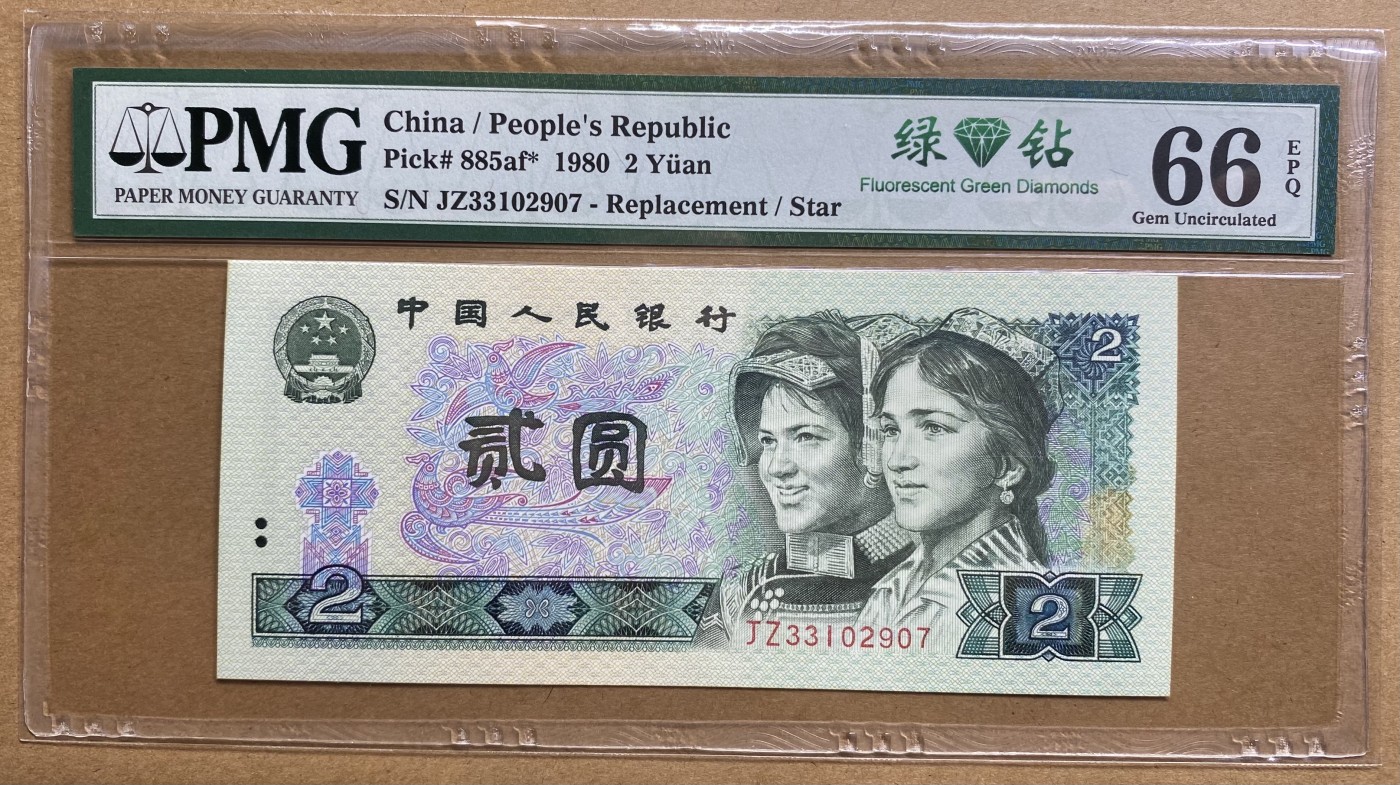 PMG
PAPER MONEY GUARANTY
China / People's Republic
Pick# 885af* 1980 2 Yüan
S/N JZ33102907 - Replacement / Star
绿 钻
Fluorescent Green Diamonds
66
EPQ
Gem Uncirculated
中国人民银行
2
贰圆
2
2
JZ33102907